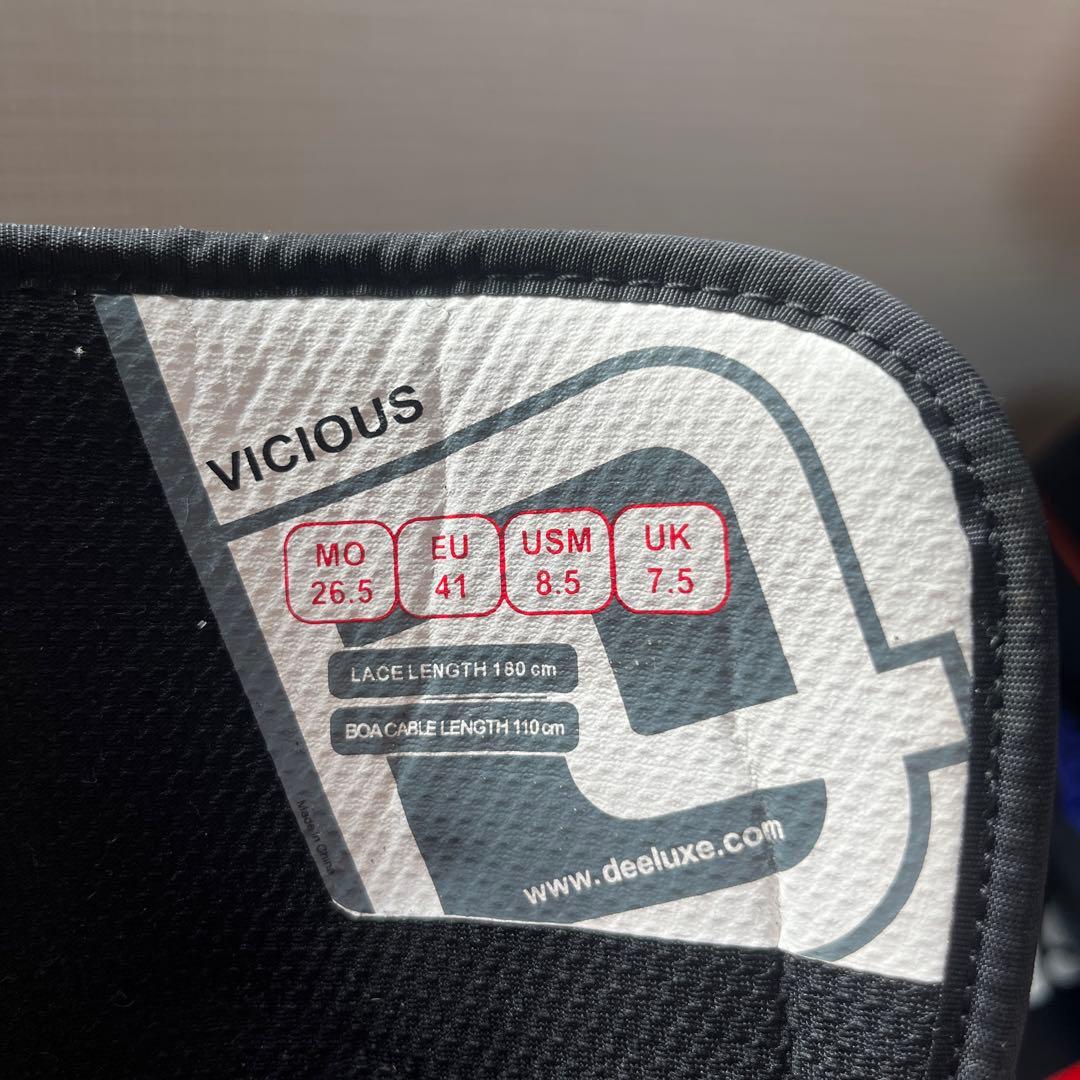 VICIOUS
MO EU USM UK
26.5 41 8.5 7.5
LACE LENGTH 180 cm
BOA CABLE LENGTH 110 cm
Made in China
www.deeluxe.com